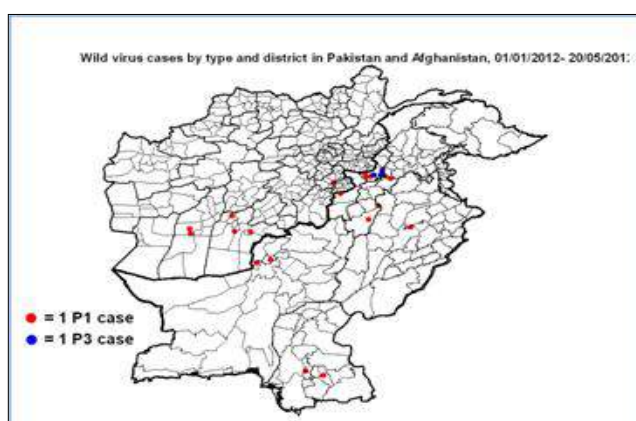 Wild virus cases by type and district in Pakistan and Afghanistan, 01/01/2012- 20/05/201
= 1 P1 case
= 1 P3 case